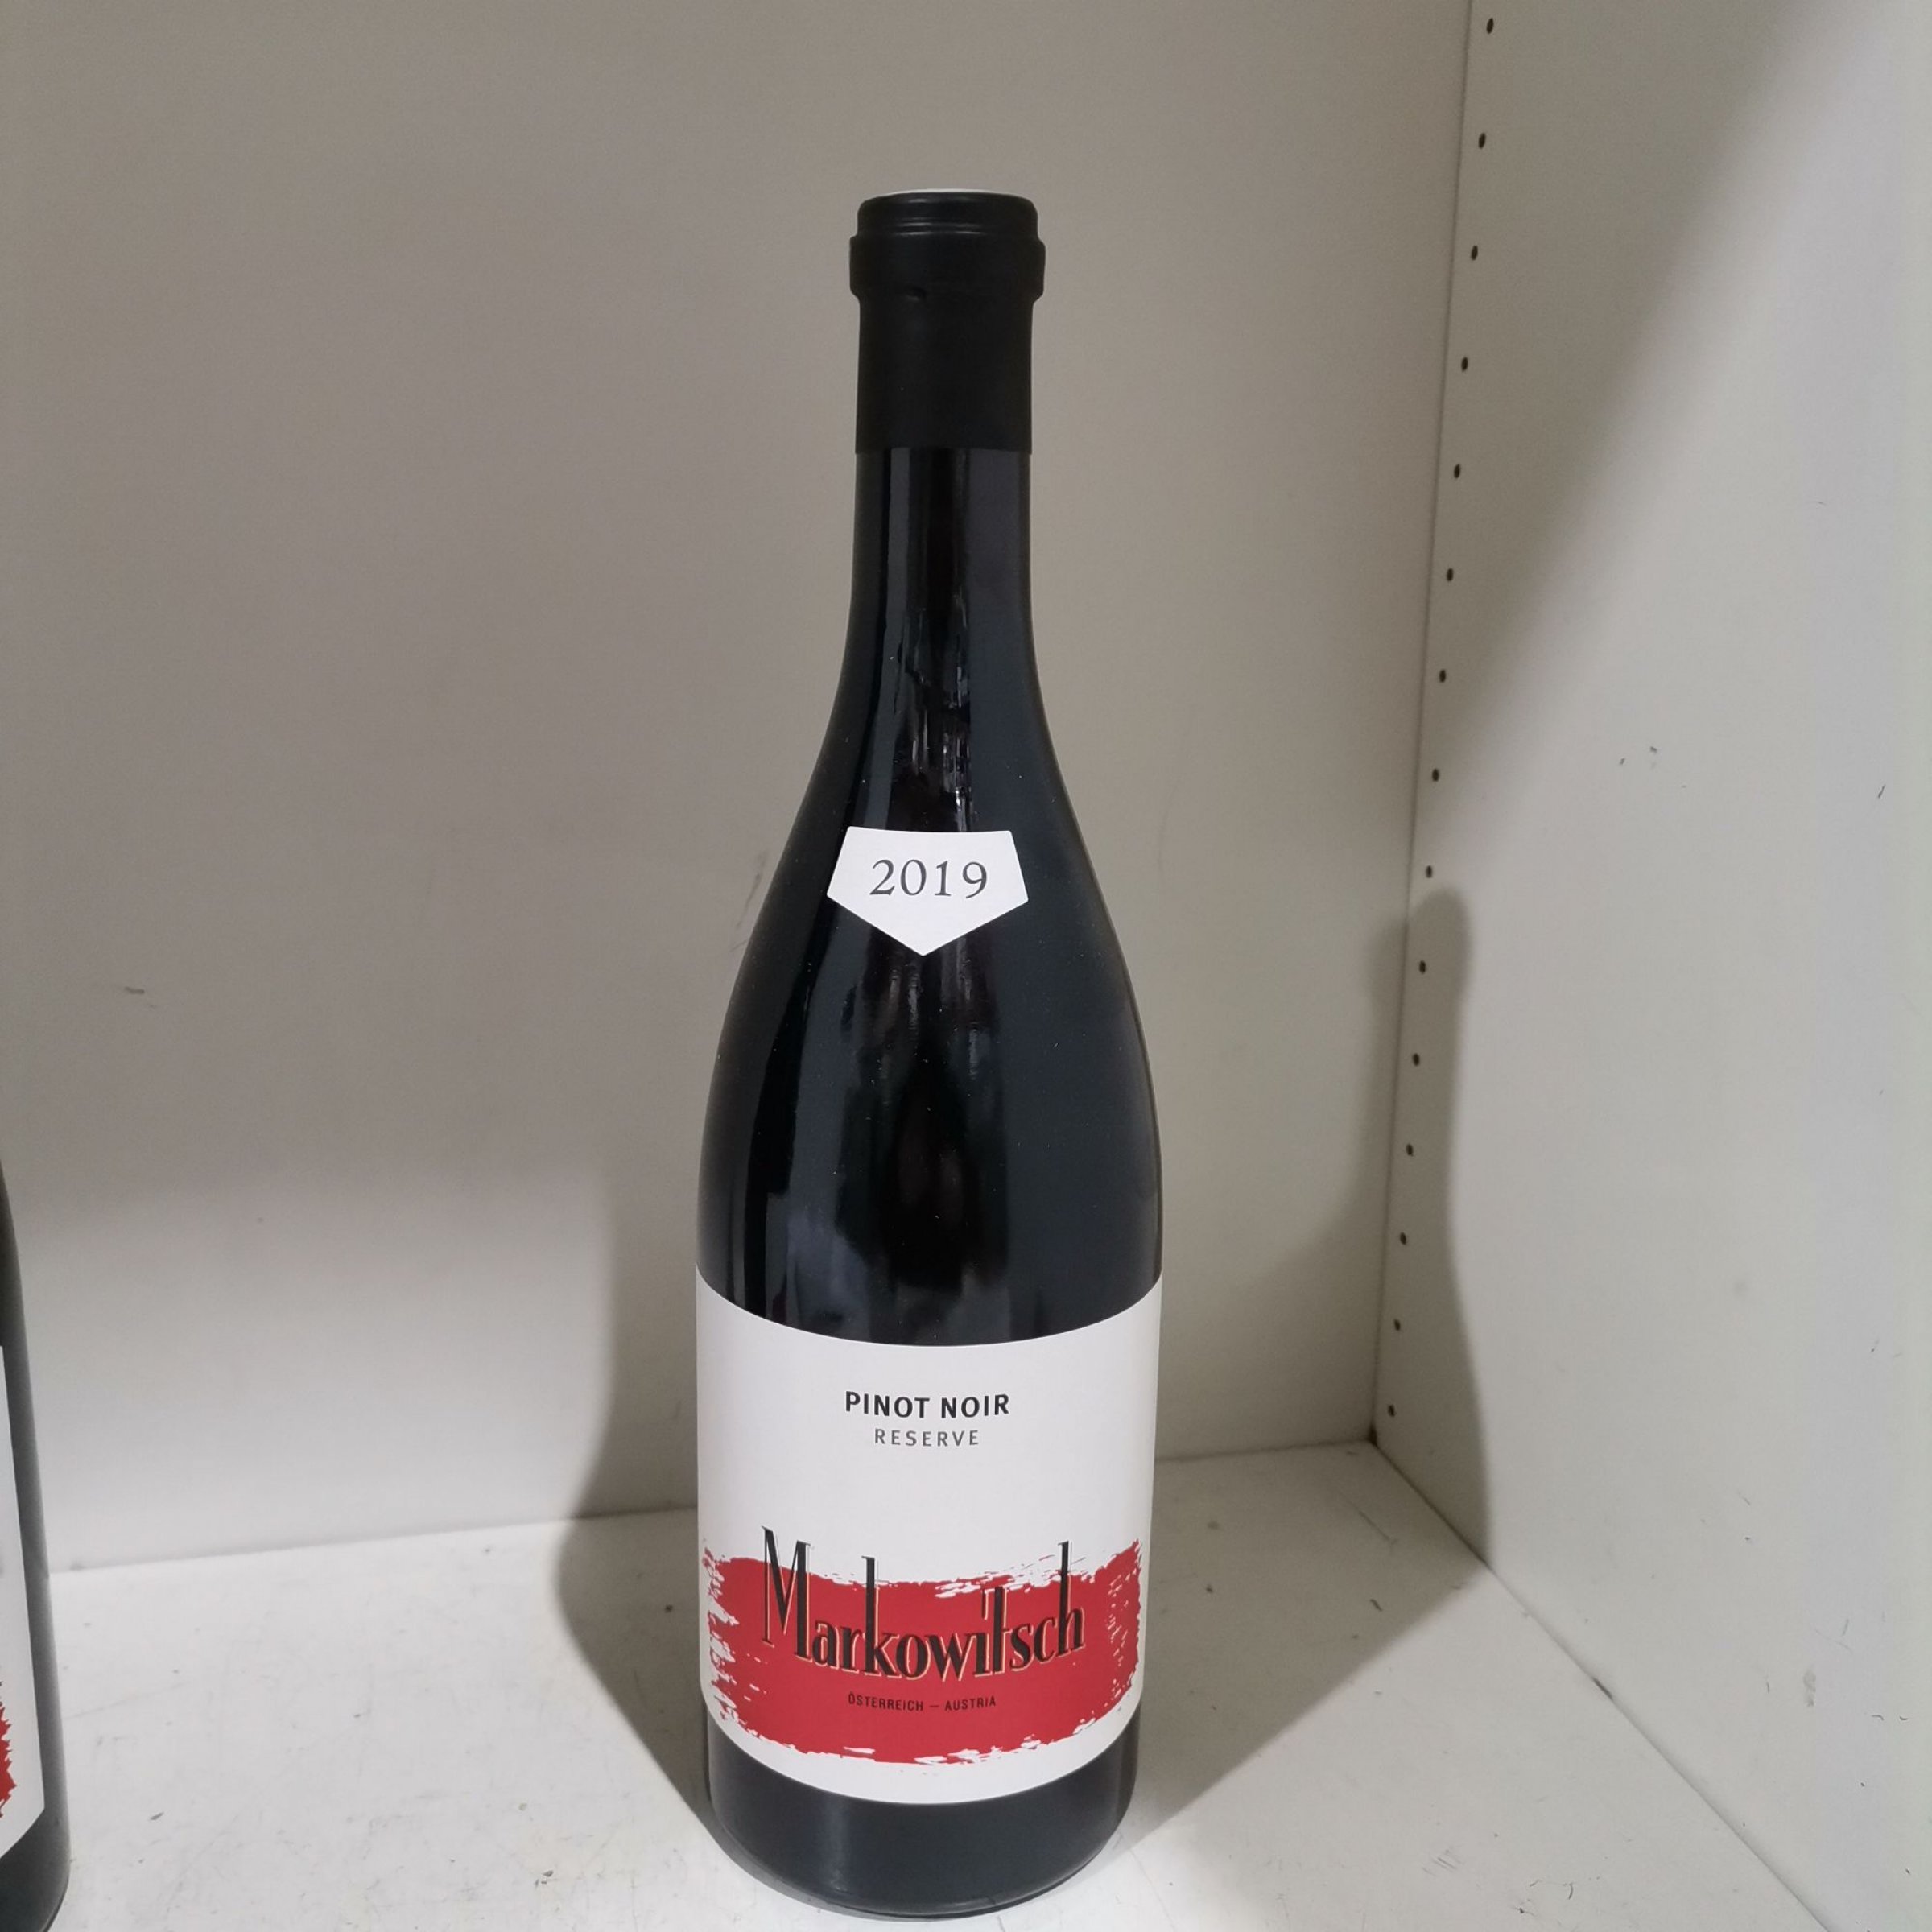 2019
PINOT NOIR
RESERVE
Markowitsch
ÖSTERREICH – AUSTRIA